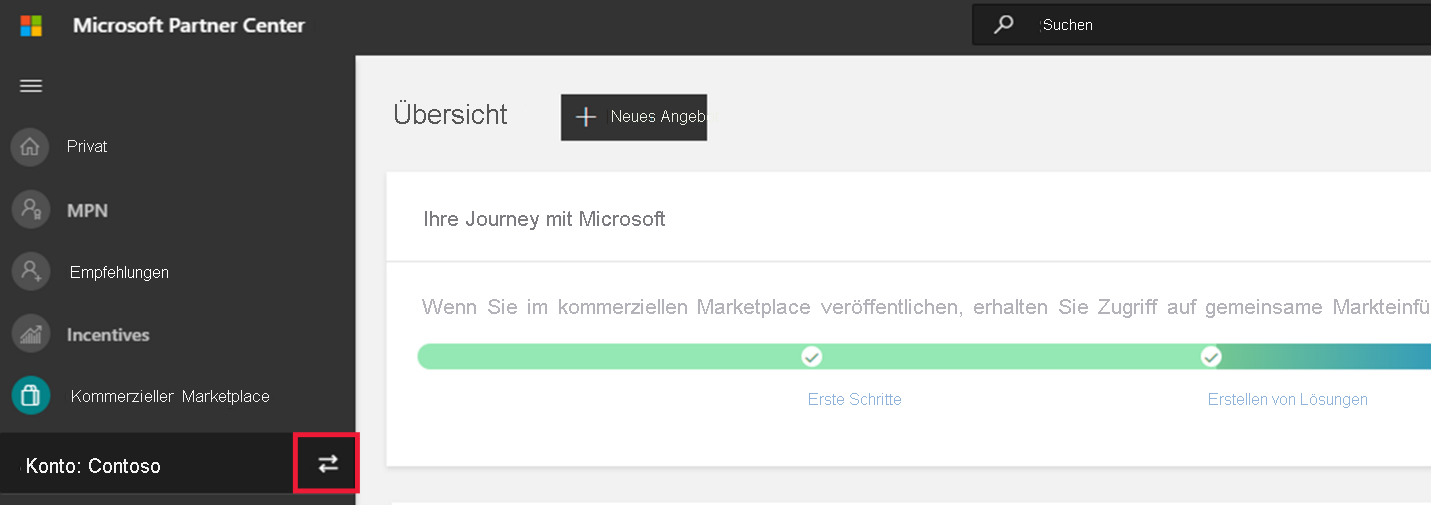 Microsoft Partner Center
Suchen
Übersicht
Neues Angeb
Privat
MPN
Empfehlungen
Incentives
Kommerzieller Marketplace
Konto: Contoso
Ihre Journey mit Microsoft
Wenn Sie im kommerziellen Marketplace veröffentlichen, erhalten Sie Zugriff auf gemeinsame Markteinfü
Erste Schritte
Erstellen von Lösungen